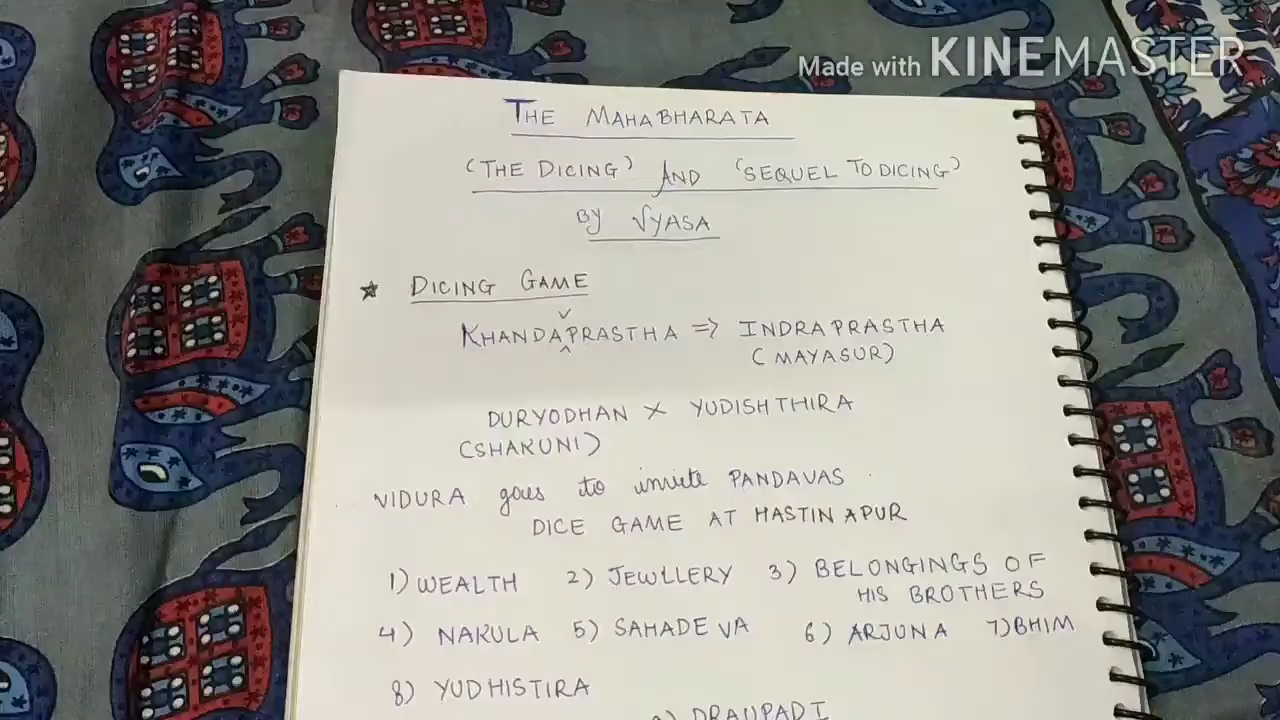 Made with KINEMASTER
THE MAHABHARATA
(THE DICING) AND (SEQUEL TO DICING)
BY VYASA
★ DICING GAME
KHANDAPRASTHA => INDRAPRASTHA
(MAYASUR)
DURYODHAN X YUDISHTHIRA
(SHAKUNI)
VIDURA goes to invite PANDAVAS
DICE GAME AT HASTINAPUR
1) WEALTH 2) JEWLLERY 3) BELONGINGS OF
HIS BROTHERS
4) NAKULA 5) SAHADEVA 6) ARJUNA 7) BHIM
8) YUDHISTIRA
9) DRAUPADI